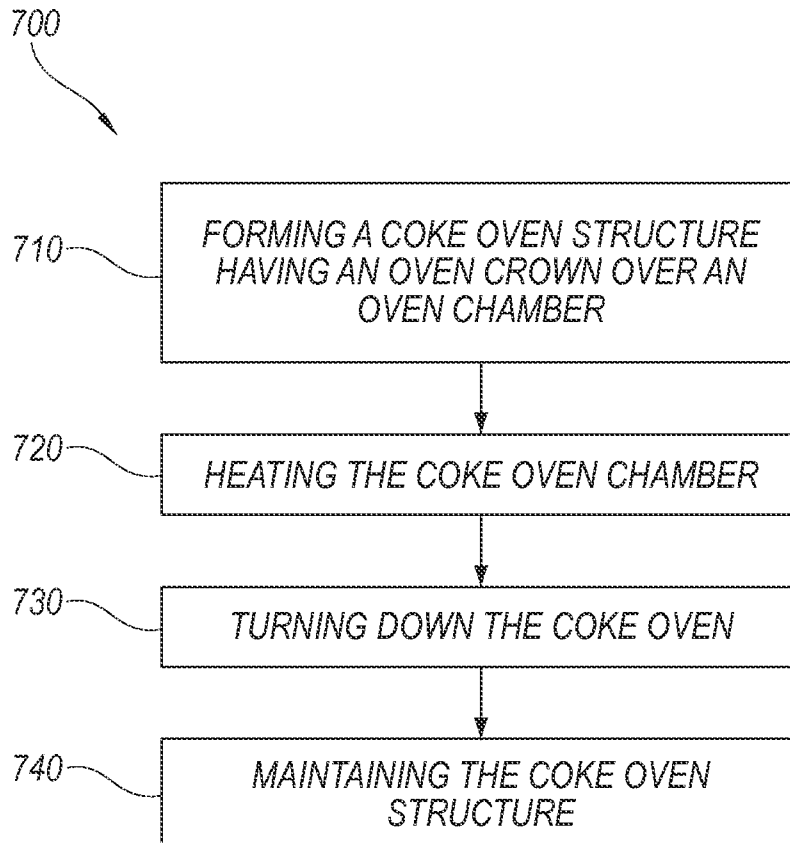 700
710
FORMING A COKE OVEN STRUCTURE
HAVING AN OVEN CROWN OVER AN
OVEN CHAMBER
720
HEATING THE COKE OVEN CHAMBER
730
TURNING DOWN THE COKE OVEN
740
MAINTAINING THE COKE OVEN
STRUCTURE